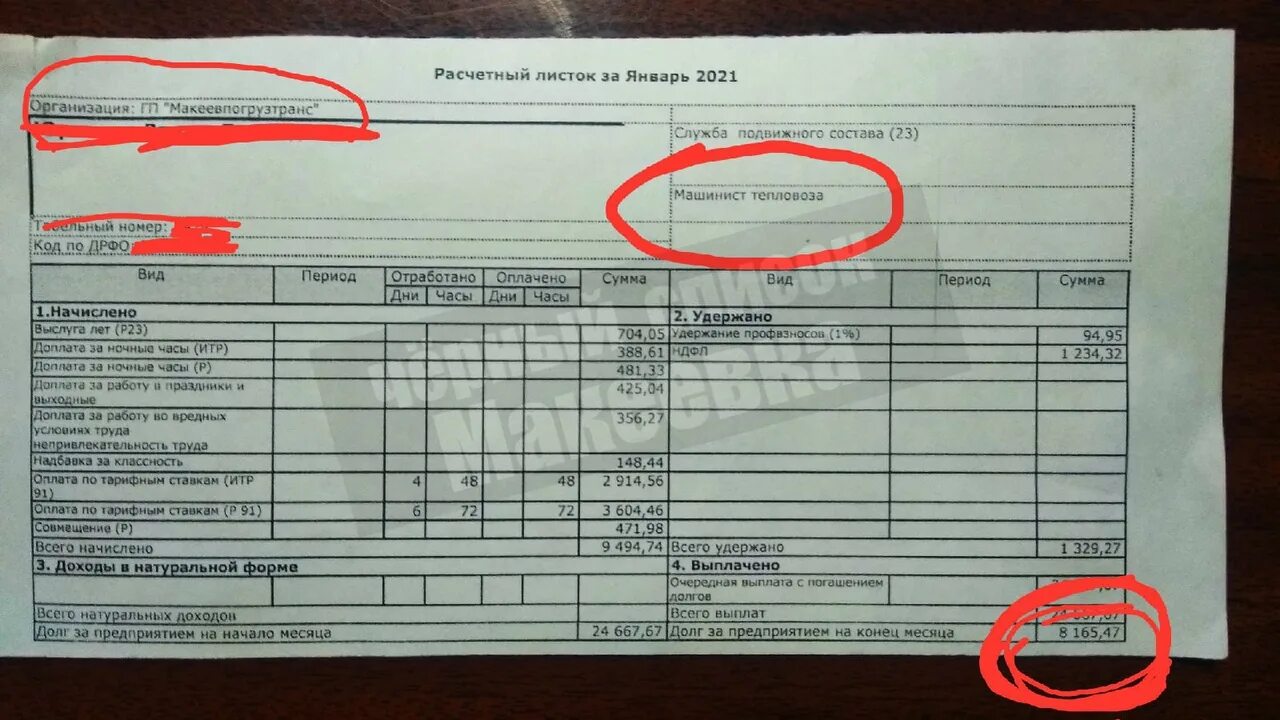 Расчетный листок за Январь 2021
Организация: ГП "Макеевпогрузтранс"
Служба подвижного состава (23)
Машинист тепловоза
Табельный номер:
Код по ДРФО
Вид Период Отработано Оплачено Сумма Вид Период Сумма
Дни Часы Дни Часы
1.Начислено 2. Удержано
Выслуга лет (Р23) 704,05 Удержание профвзносов (1%) 94,95
Доплата за ночные часы (ИТР) 388,61 НДФЛ 1 234,32
Доплата за ночные часы (Р) 481,33
Доплата за работу в праздники и 425,04
выходные
Доплата за работу во вредных 356,27
условиях труда
непривлекательность труда
Надбавка за классность 148,44
Оплата по тарифным ставкам (ИТР 4 48 48 2 914,56
91)
Оплата по тарифным ставкам (Р 91) 6 72 72 3 604,46
Совмещение (Р) 471,98
Всего начислено 9 494,74 Всего удержано 1 329,27
3. Доходы в натуральной форме 4. Выплачено
Очередная выплата с погашением
долгов
Всего натуральных доходов Всего выплат
Долг за предприятием на начало месяца 24 667,67 Долг за предприятием на конец месяца 8 165,47
чёрный список
Макеевка